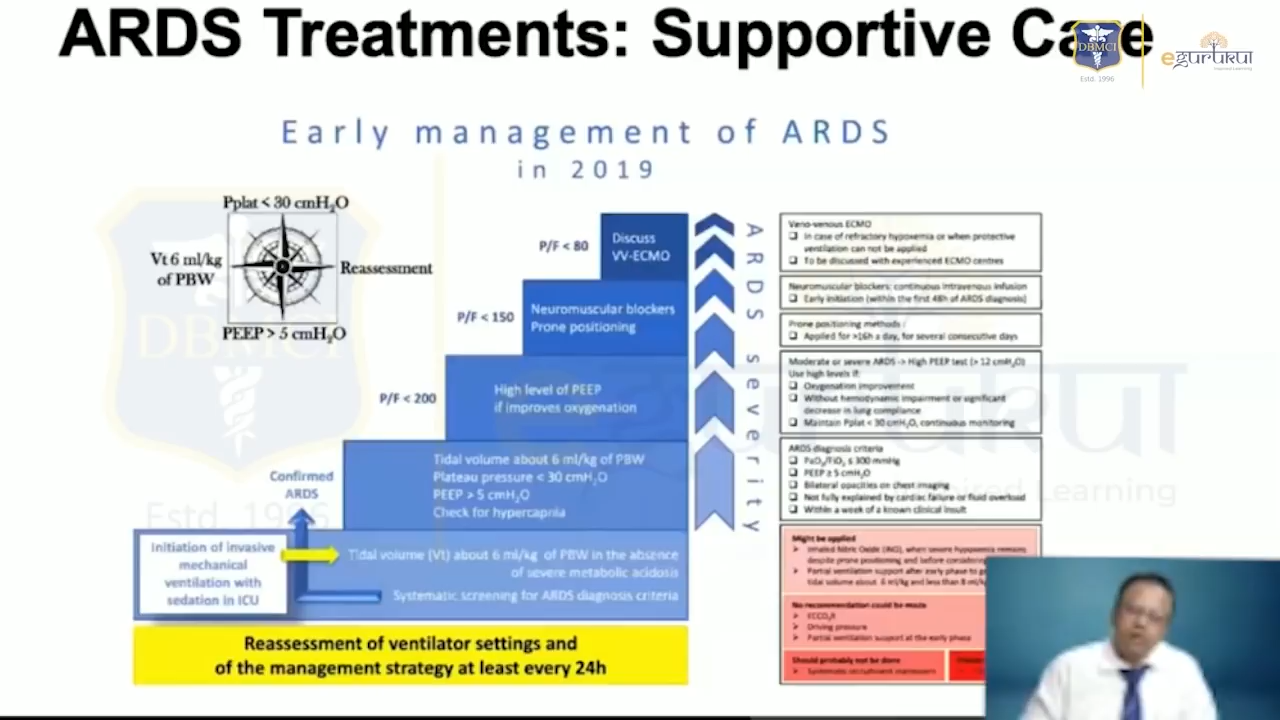 ARDS Treatments: Supportive Care
DBMCI
Estd. 1996
egurukul
Inspired Learning
Early management of ARDS
in 2019
Pplat < 30 cmH₂O
Vt 6 ml/kg
of PBW
Reassessment
PEEP > 5 cmH₂O
P/F < 80
Discuss
VV-ECMO
P/F < 150
Neuromuscular blockers
Prone positioning
P/F < 200
High level of PEEP
if improves oxygenation
Confirmed
ARDS
Tidal volume about 6 ml/kg of PBW
Plateau pressure < 30 cmH₂O
PEEP > 5 cmH₂O
Check for hypercapnia
Initiation of invasive
mechanical
ventilation with
sedation in ICU
Tidal volume (Vt) about 6 ml/kg of PBW in the absence
of severe metabolic acidosis
Systematic screening for ARDS diagnosis criteria
Reassessment of ventilator settings and
of the management strategy at least every 24h
ARDS severity
Veno-venous ECMO
❑ In case of refractory hypoxemia or when protective
ventilation can not be applied
❑ To be discussed with experienced ECMO centres
Neuromuscular blockers: continuous intravenous infusion
❑ Early initiation (within the first 48h of ARDS diagnosis)
Prone positioning methods :
❑ Applied for >16h a day, for several consecutive days
Moderate or severe ARDS -> High PEEP test (> 12 cmH₂O)
Use high levels if:
❑ Oxygenation improvement
❑ Without hemodynamic impairment or significant
decrease in lung compliance
❑ Maintain Pplat < 30 cmH₂O, continuous monitoring
ARDS diagnosis criteria
❑ PaO₂/FiO₂ ≤ 300 mmHg
❑ PEEP ≥ 5 cmH₂O
❑ Bilateral opacities on chest imaging
❑ Not fully explained by cardiac failure or fluid overload
❑ Within a week of a known clinical insult
Might be applied
➢ Inhaled Nitric Oxide (iNO), when severe hypoxemia remains
despite prone positioning and before considering
➢ Partial ventilation support after early phase to
tidal volume about 6 ml/kg and less than 8 ml/k
No recommendation could be made
➢ ECCO₂R
➢ Driving pressure
➢ Partial ventilation support at the early phase
Should probably not be done
➢ Systematic recruitment maneuvers
DBMCI
Estd. 1996
egurukul
Inspired Learning